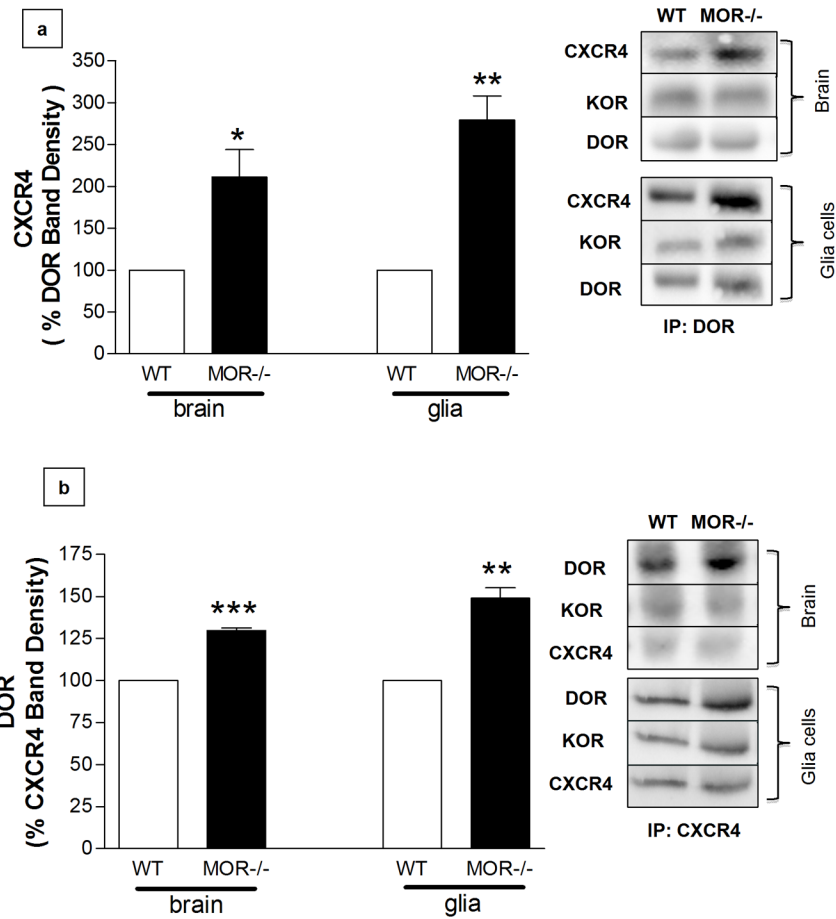 a
CXCR4
( % DOR Band Density )
350
300
250
200
150
100
50
0
*
**
WT
MOR-/-
WT
MOR-/-
brain
glia
WT MOR-/-
CXCR4
KOR
DOR
Brain
CXCR4
KOR
DOR
Glia cells
IP: DOR
b
DOR
(% CXCR4 Band Density)
175
150
125
100
75
50
25
0
***
**
WT
MOR-/-
WT
MOR-/-
brain
glia
WT MOR-/-
DOR
KOR
CXCR4
Brain
DOR
KOR
CXCR4
Glia cells
IP: CXCR4